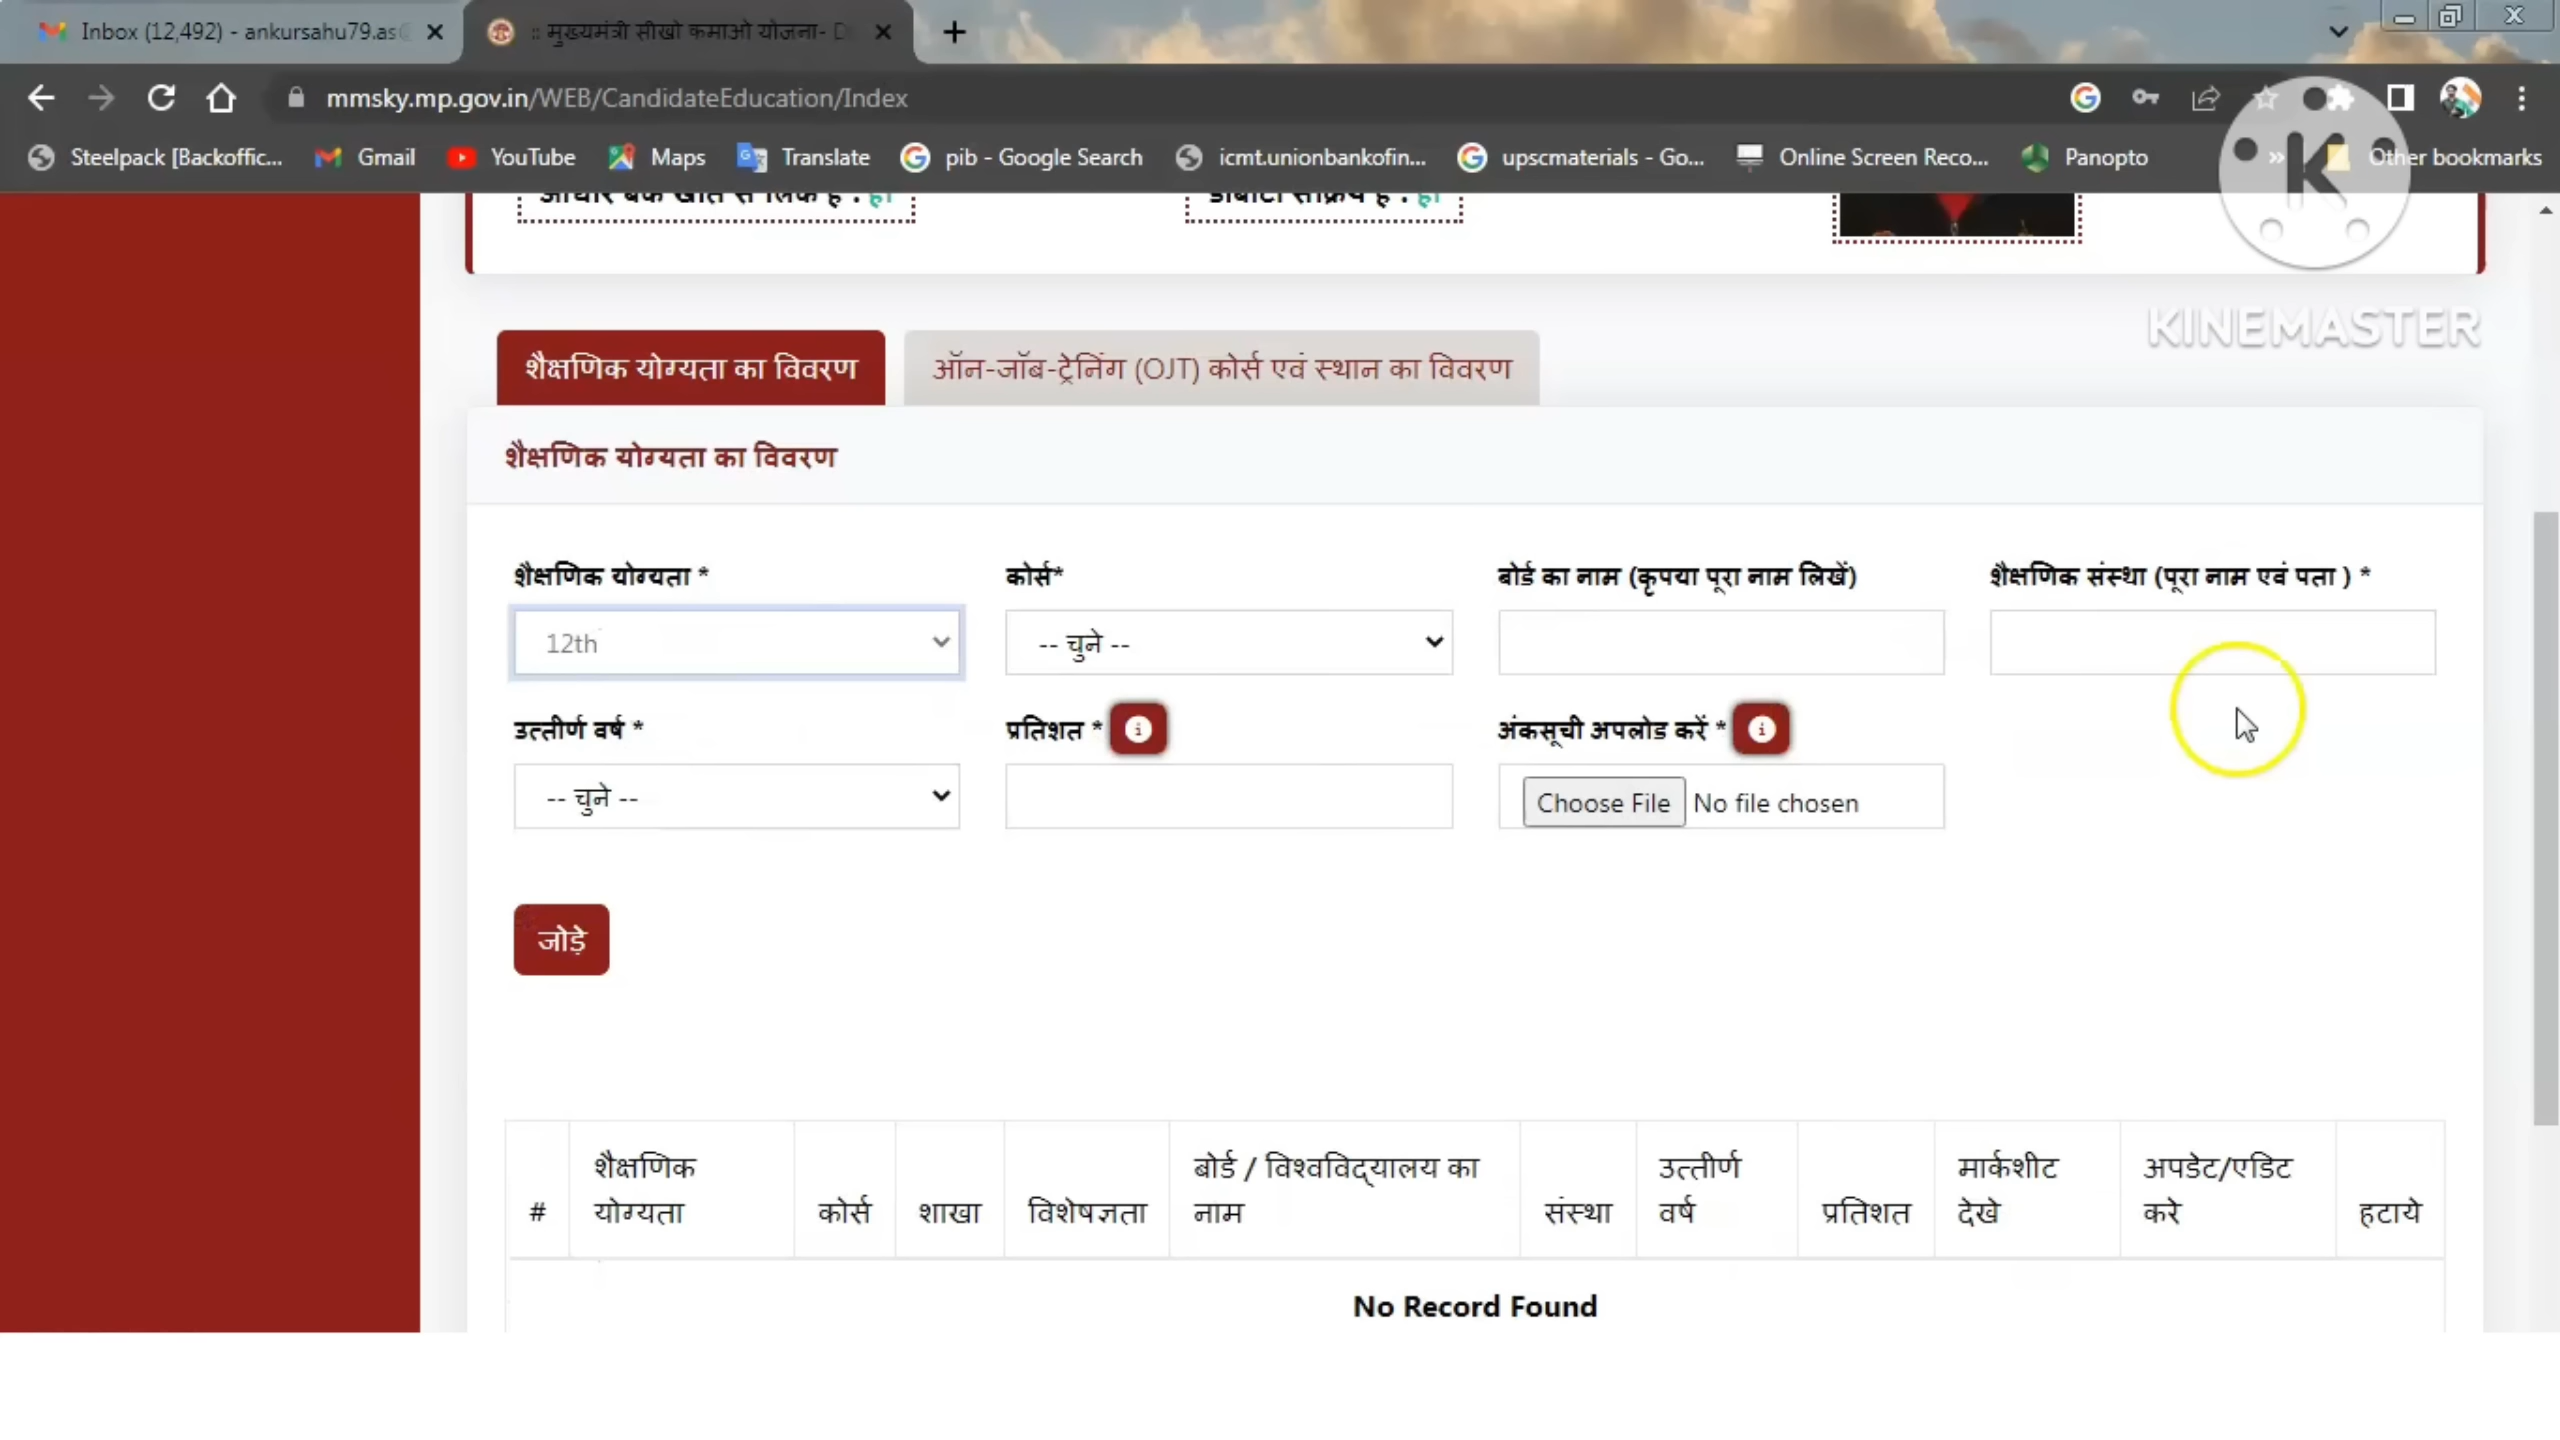 Inbox (12,492) - ankursahu79.as
:: मुख्यमंत्री सीखो कमाओ योजना- D
mmsky.mp.gov.in/WEB/CandidateEducation/Index
Steelpack [Backoffic... Gmail YouTube Maps Translate pib - Google Search icmt.unionbankofin... upscmaterials - Go... Online Screen Reco... Panopto » Other bookmarks
K
KINEMASTER
आधार बैंक खाते से लिंक है : हाँ डीबीटी सक्रिय है : हाँ
शैक्षणिक योग्यता का विवरण ऑन-जॉब-ट्रेनिंग (OJT) कोर्स एवं स्थान का विवरण
शैक्षणिक योग्यता का विवरण
शैक्षणिक योग्यता * कोर्स* बोर्ड का नाम (कृपया पूरा नाम लिखें) शैक्षणिक संस्था (पूरा नाम एवं पता ) *
12th -- चुने --
उत्तीर्ण वर्ष * प्रतिशत * अंकसूची अपलोड करें *
-- चुने -- Choose File No file chosen
जोड़े
# शैक्षणिक योग्यता कोर्स शाखा विशेषज्ञता बोर्ड / विश्वविद्यालय का नाम संस्था उत्तीर्ण वर्ष प्रतिशत मार्कशीट देखे अपडेट/एडिट करे हटाये
No Record Found